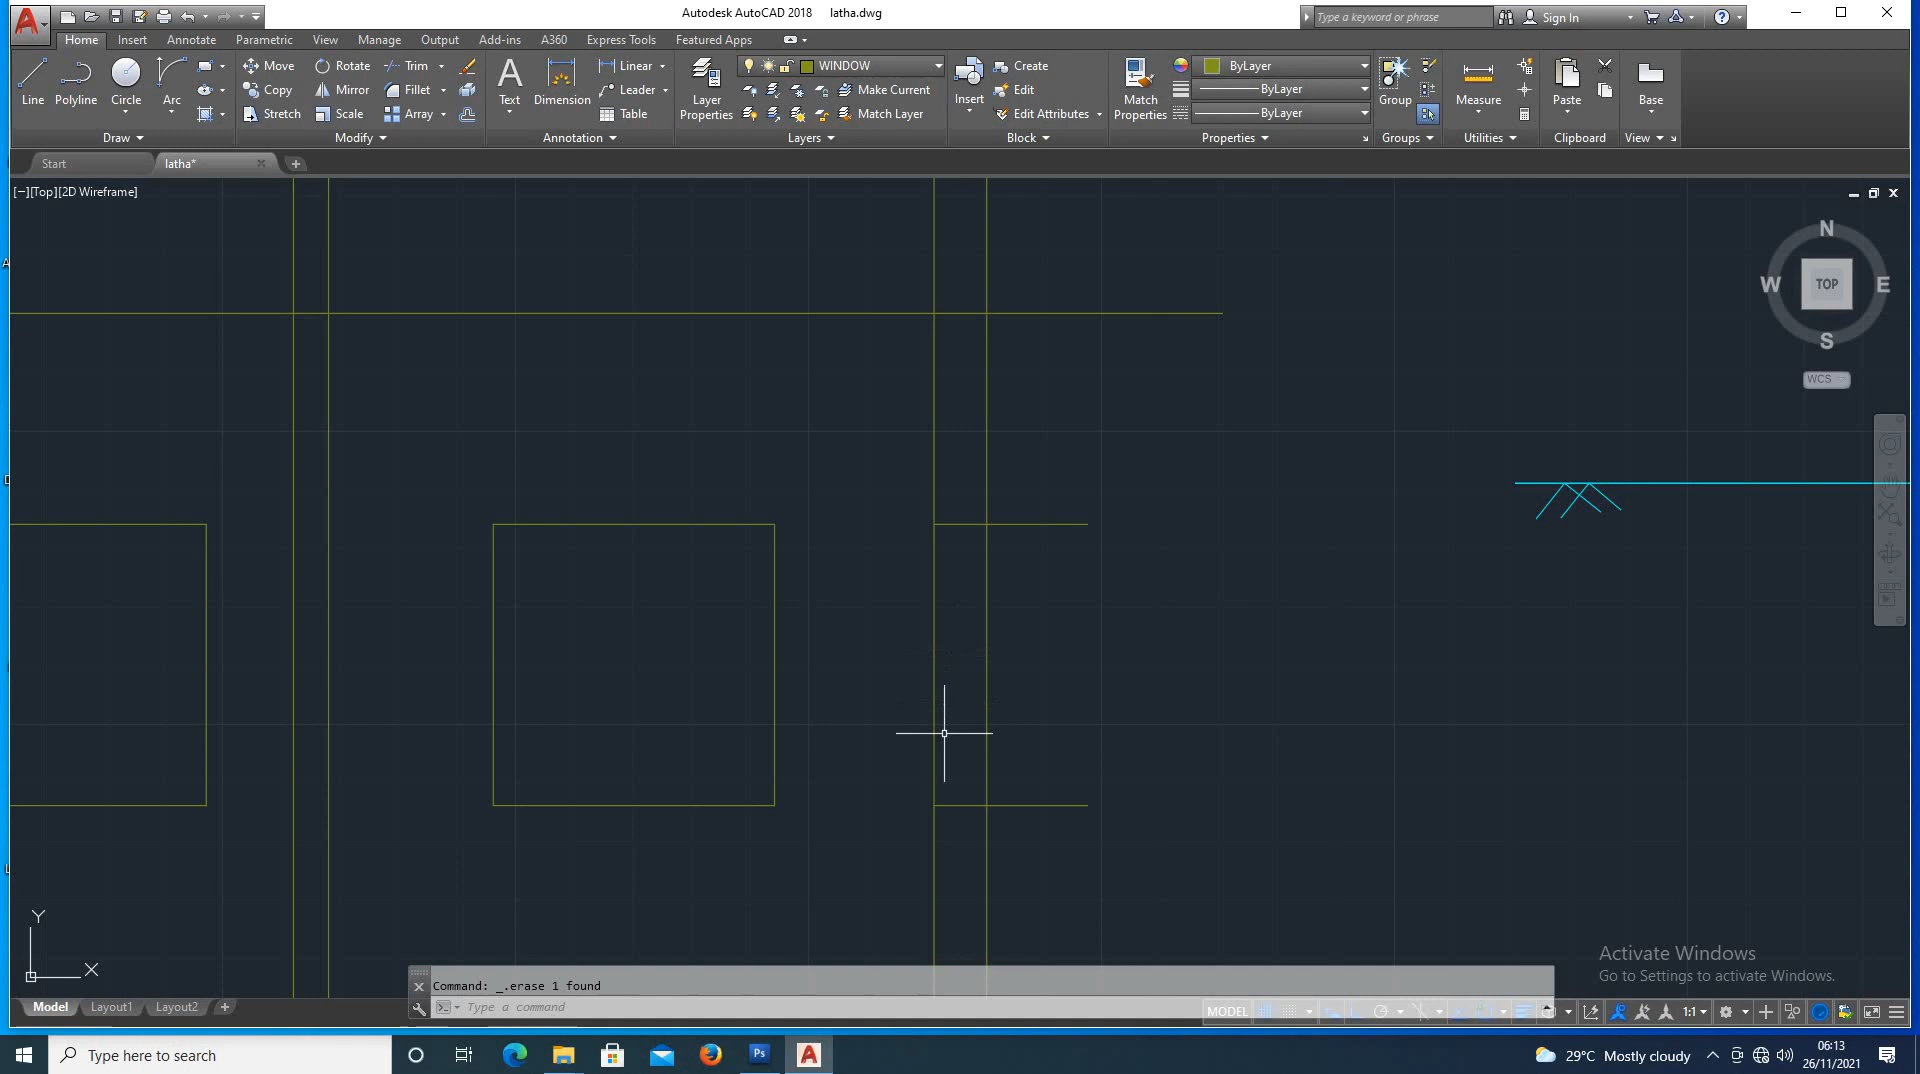 Autodesk AutoCAD 2018 latha.dwg
Type a keyword or phrase
Sign In
Home Insert Annotate Parametric View Manage Output Add-ins A360 Express Tools Featured Apps
Line Polyline Circle Arc
Move Rotate Trim
Copy Mirror Fillet
Stretch Scale Array
Text Dimension
Linear
Leader
Table
Layer Properties
WINDOW
Make Current
Match Layer
Insert
Create
Edit
Edit Attributes
Match Properties
ByLayer
ByLayer
ByLayer
Group
Measure
Paste
Base
Draw Modify Annotation Layers Block Properties Groups Utilities Clipboard View
Start latha*
[−][Top][2D Wireframe]
N
W TOP E
S
WCS
Y
X
Activate Windows
Go to Settings to activate Windows.
Command: _.erase 1 found
Type a command
Model Layout1 Layout2
MODEL 1:1
Type here to search
Ps
29°C Mostly cloudy
06:13
26/11/2021